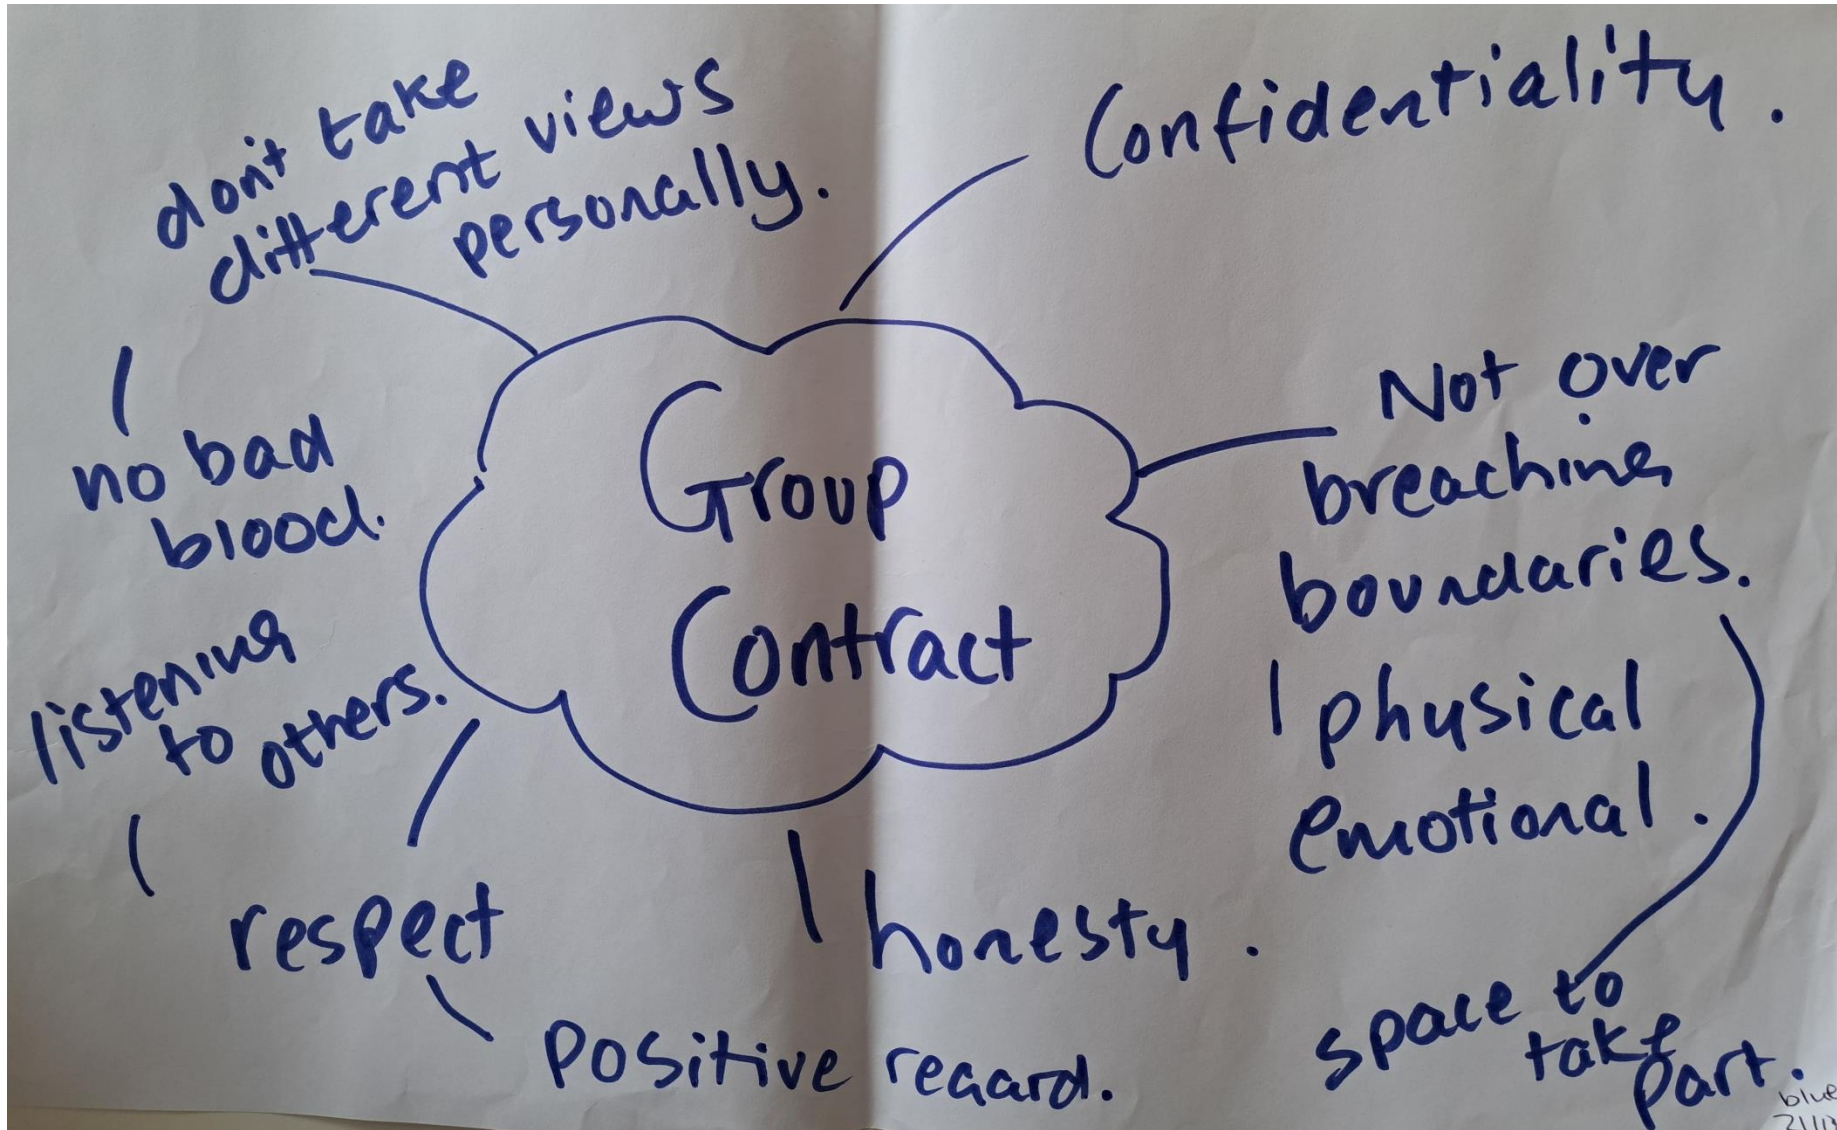 don't take
different views
personally.
no bad
blood.
listening
to others.
respect
positive regard.
Group
Contract
honesty.
Confidentiality.
Not over
breaching
boundaries.
physical
emotional.
space to
take
part.
blue